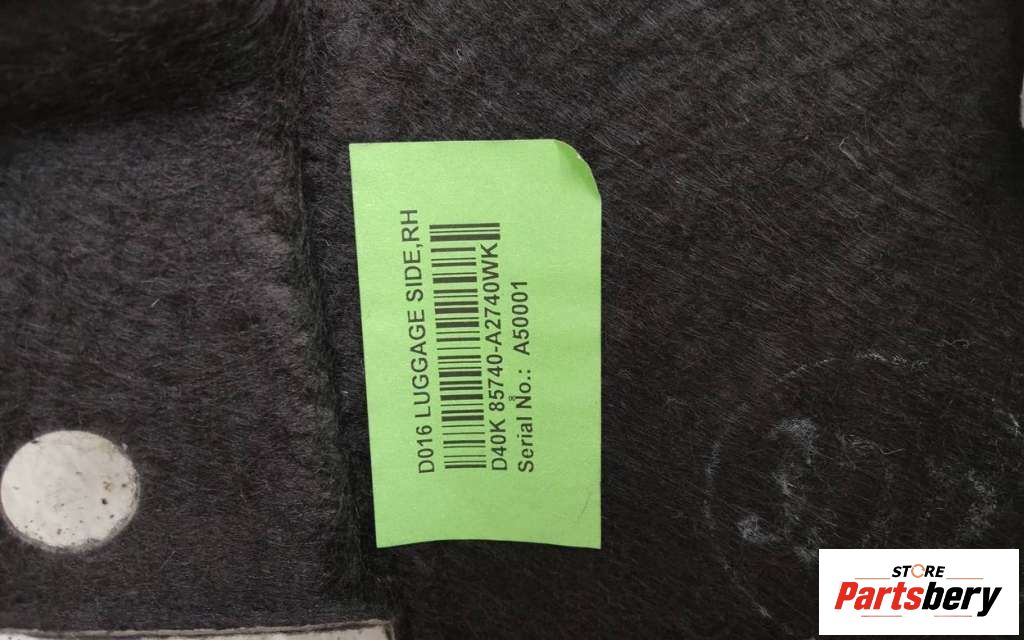 D016 LUGGAGE SIDE,RH
D40K 85740-A2740WK
Serial No.: A50001
STORE
Partsbery